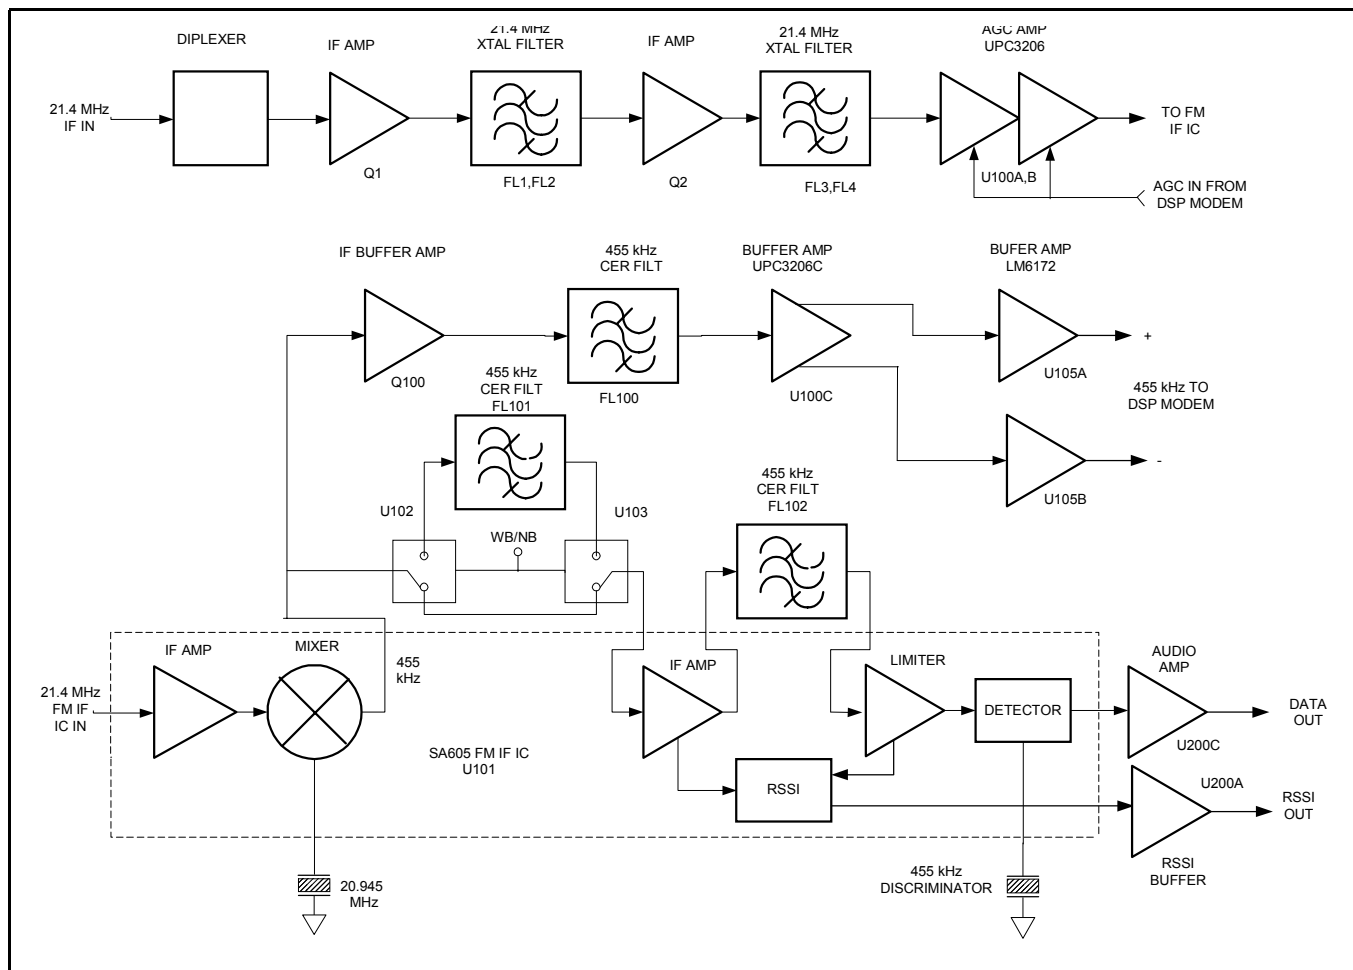 DIPLEXER
IF AMP
21.4 MHz
XTAL FILTER
IF AMP
21.4 MHz
XTAL FILTER
AGC AMP
UPC3206
21.4 MHz
IF IN
TO FM
IF IC
Q1
FL1,FL2
Q2
FL3,FL4
U100A,B
AGC IN FROM
DSP MODEM
IF BUFFER AMP
455 kHz
CER FILT
BUFFER AMP
UPC3206C
BUFER AMP
LM6172
+
Q100
FL100
U100C
U105A
455 kHz TO
DSP MODEM
455 kHz
CER FILT
FL101
-
U105B
455 kHz
CER FILT
FL102
U102
U103
WB/NB
IF AMP
MIXER
455
kHz
IF AMP
LIMITER
AUDIO
AMP
21.4 MHz
FM IF
IC IN
DETECTOR
DATA
OUT
U200C
SA605 FM IF IC
U101
RSSI
U200A
RSSI
OUT
20.945
MHz
455 kHz
DISCRIMINATOR
RSSI
BUFFER